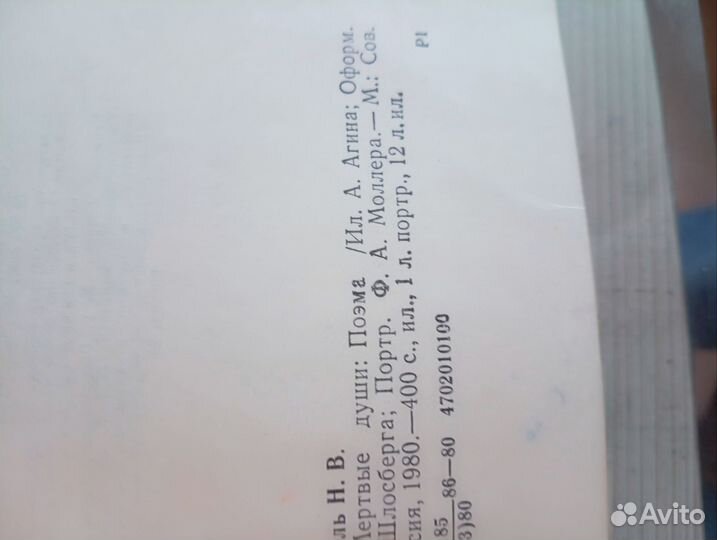 ль Н. В.
Мертвые души: Поэма /Ил. А. Агина; Оформ.
Шлосберга; Портр. Ф. А. Моллера.— М.: Сов.
сия, 1980.—400 с., ил., 1 л. портр., 12 л. ил.
85—86—80 4702010100
3)80
Р1
Avito